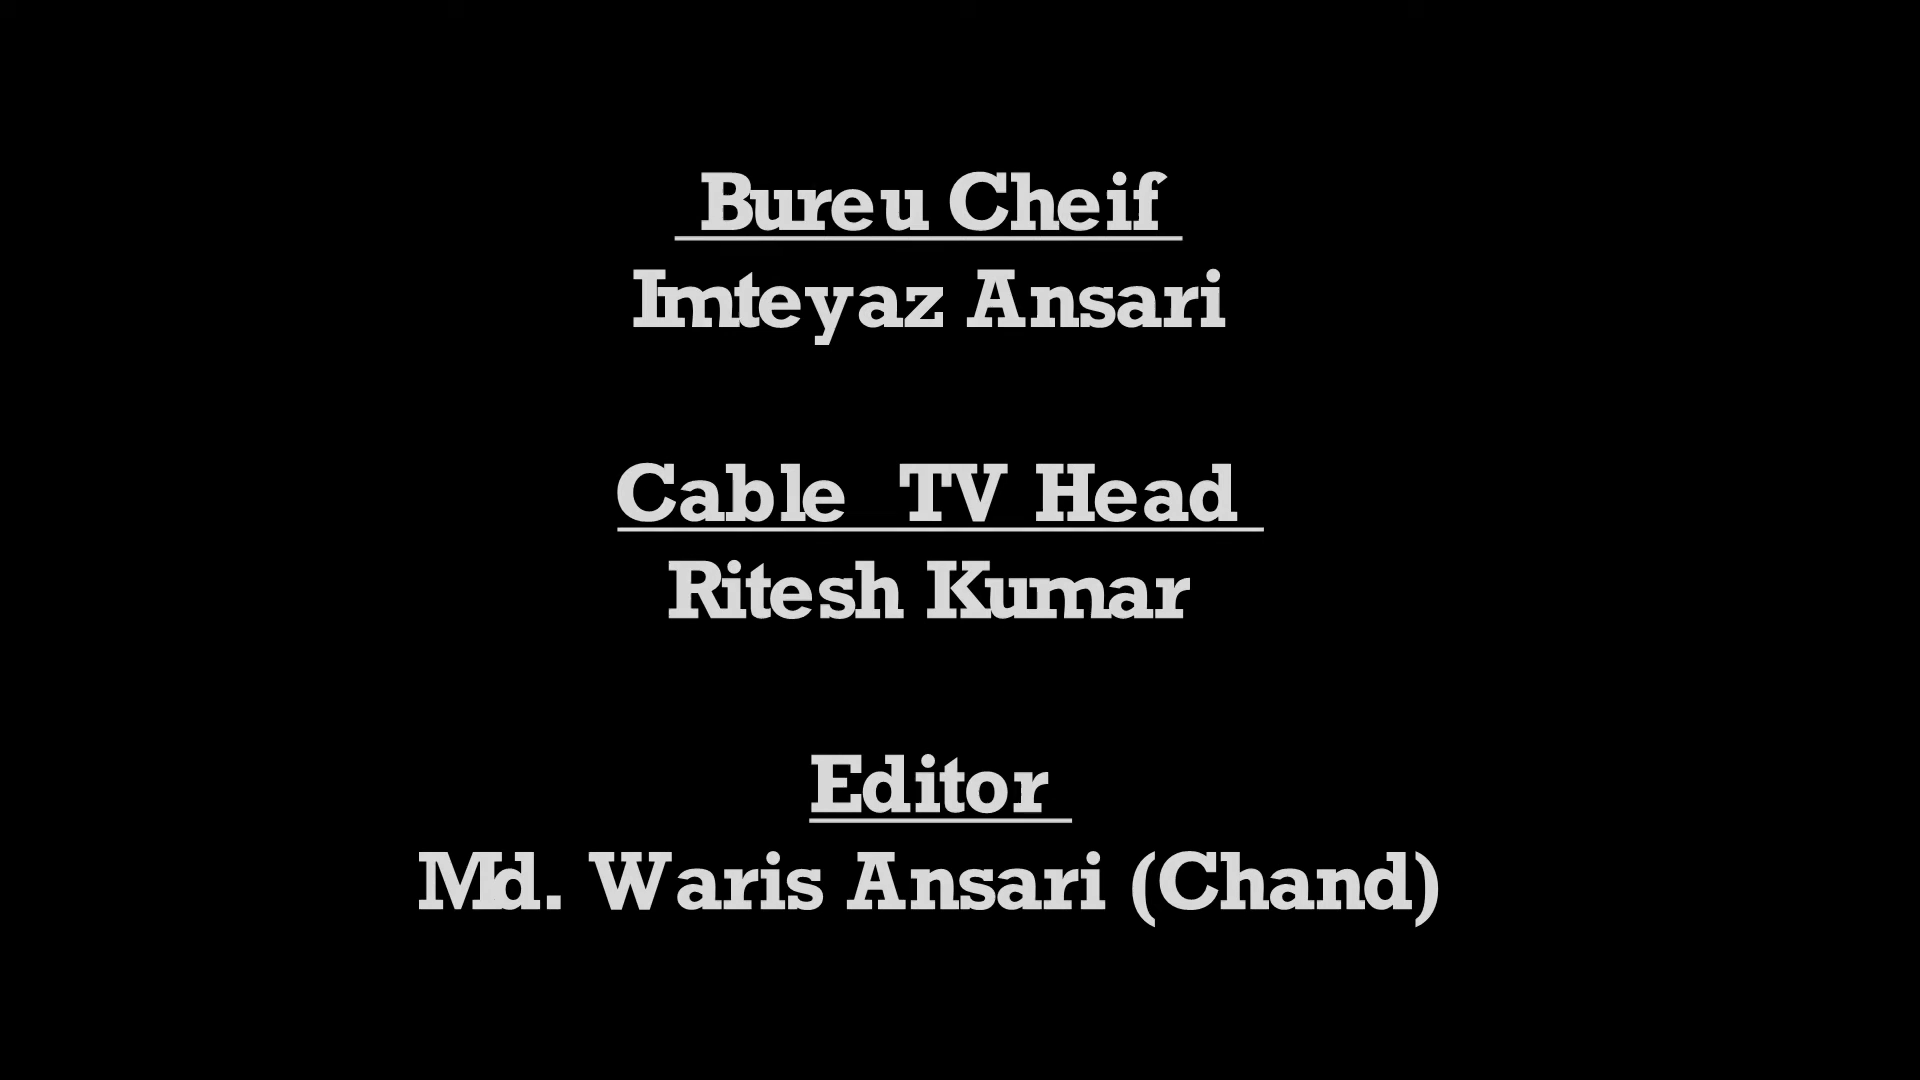 Bureu Cheif
Imteyaz Ansari
Cable TV Head
Ritesh Kumar
Editor
Md. Waris Ansari (Chand)